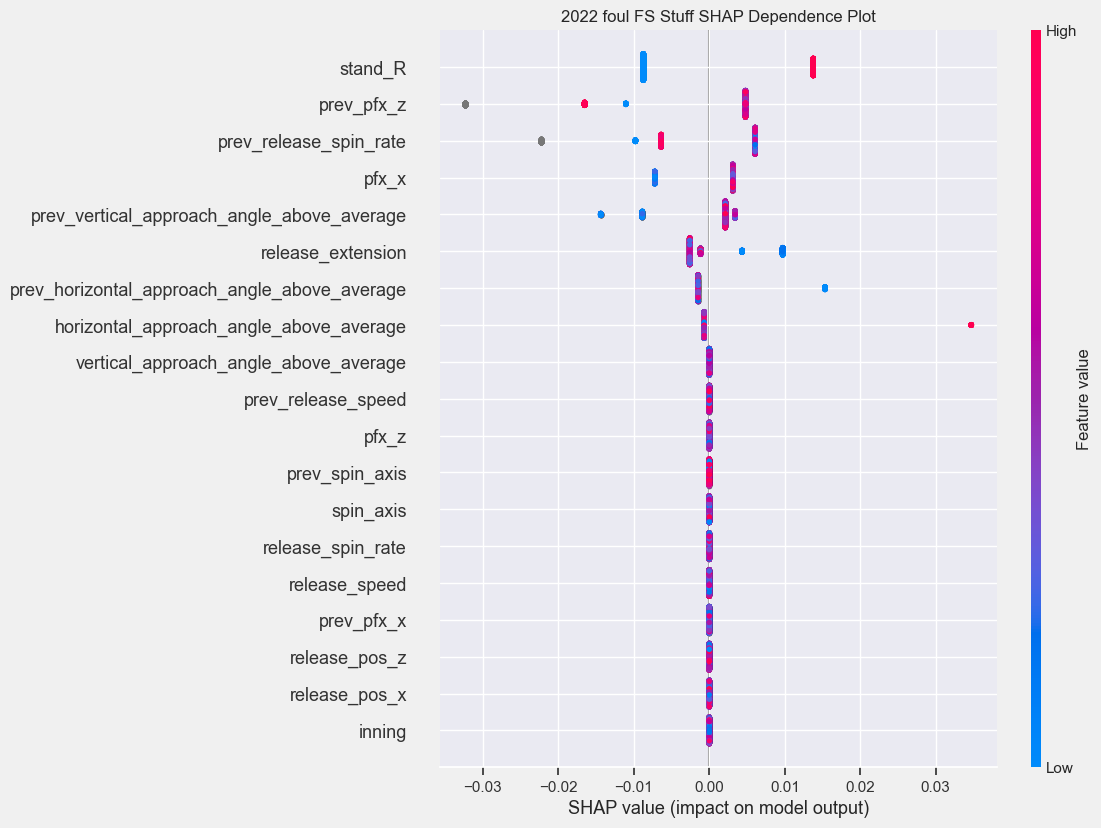 2022 foul FS Stuff SHAP Dependence Plot
High
stand_R
prev_pfx_z
prev_release_spin_rate
pfx_x
prev_vertical_approach_angle_above_average
release_extension
prev_horizontal_approach_angle_above_average
horizontal_approach_angle_above_average
vertical_approach_angle_above_average
prev_release_speed
pfx_z
prev_spin_axis
spin_axis
release_spin_rate
release_speed
prev_pfx_x
release_pos_z
release_pos_x
inning
Feature value
Low
−0.03 −0.02 −0.01 0.00 0.01 0.02 0.03
SHAP value (impact on model output)